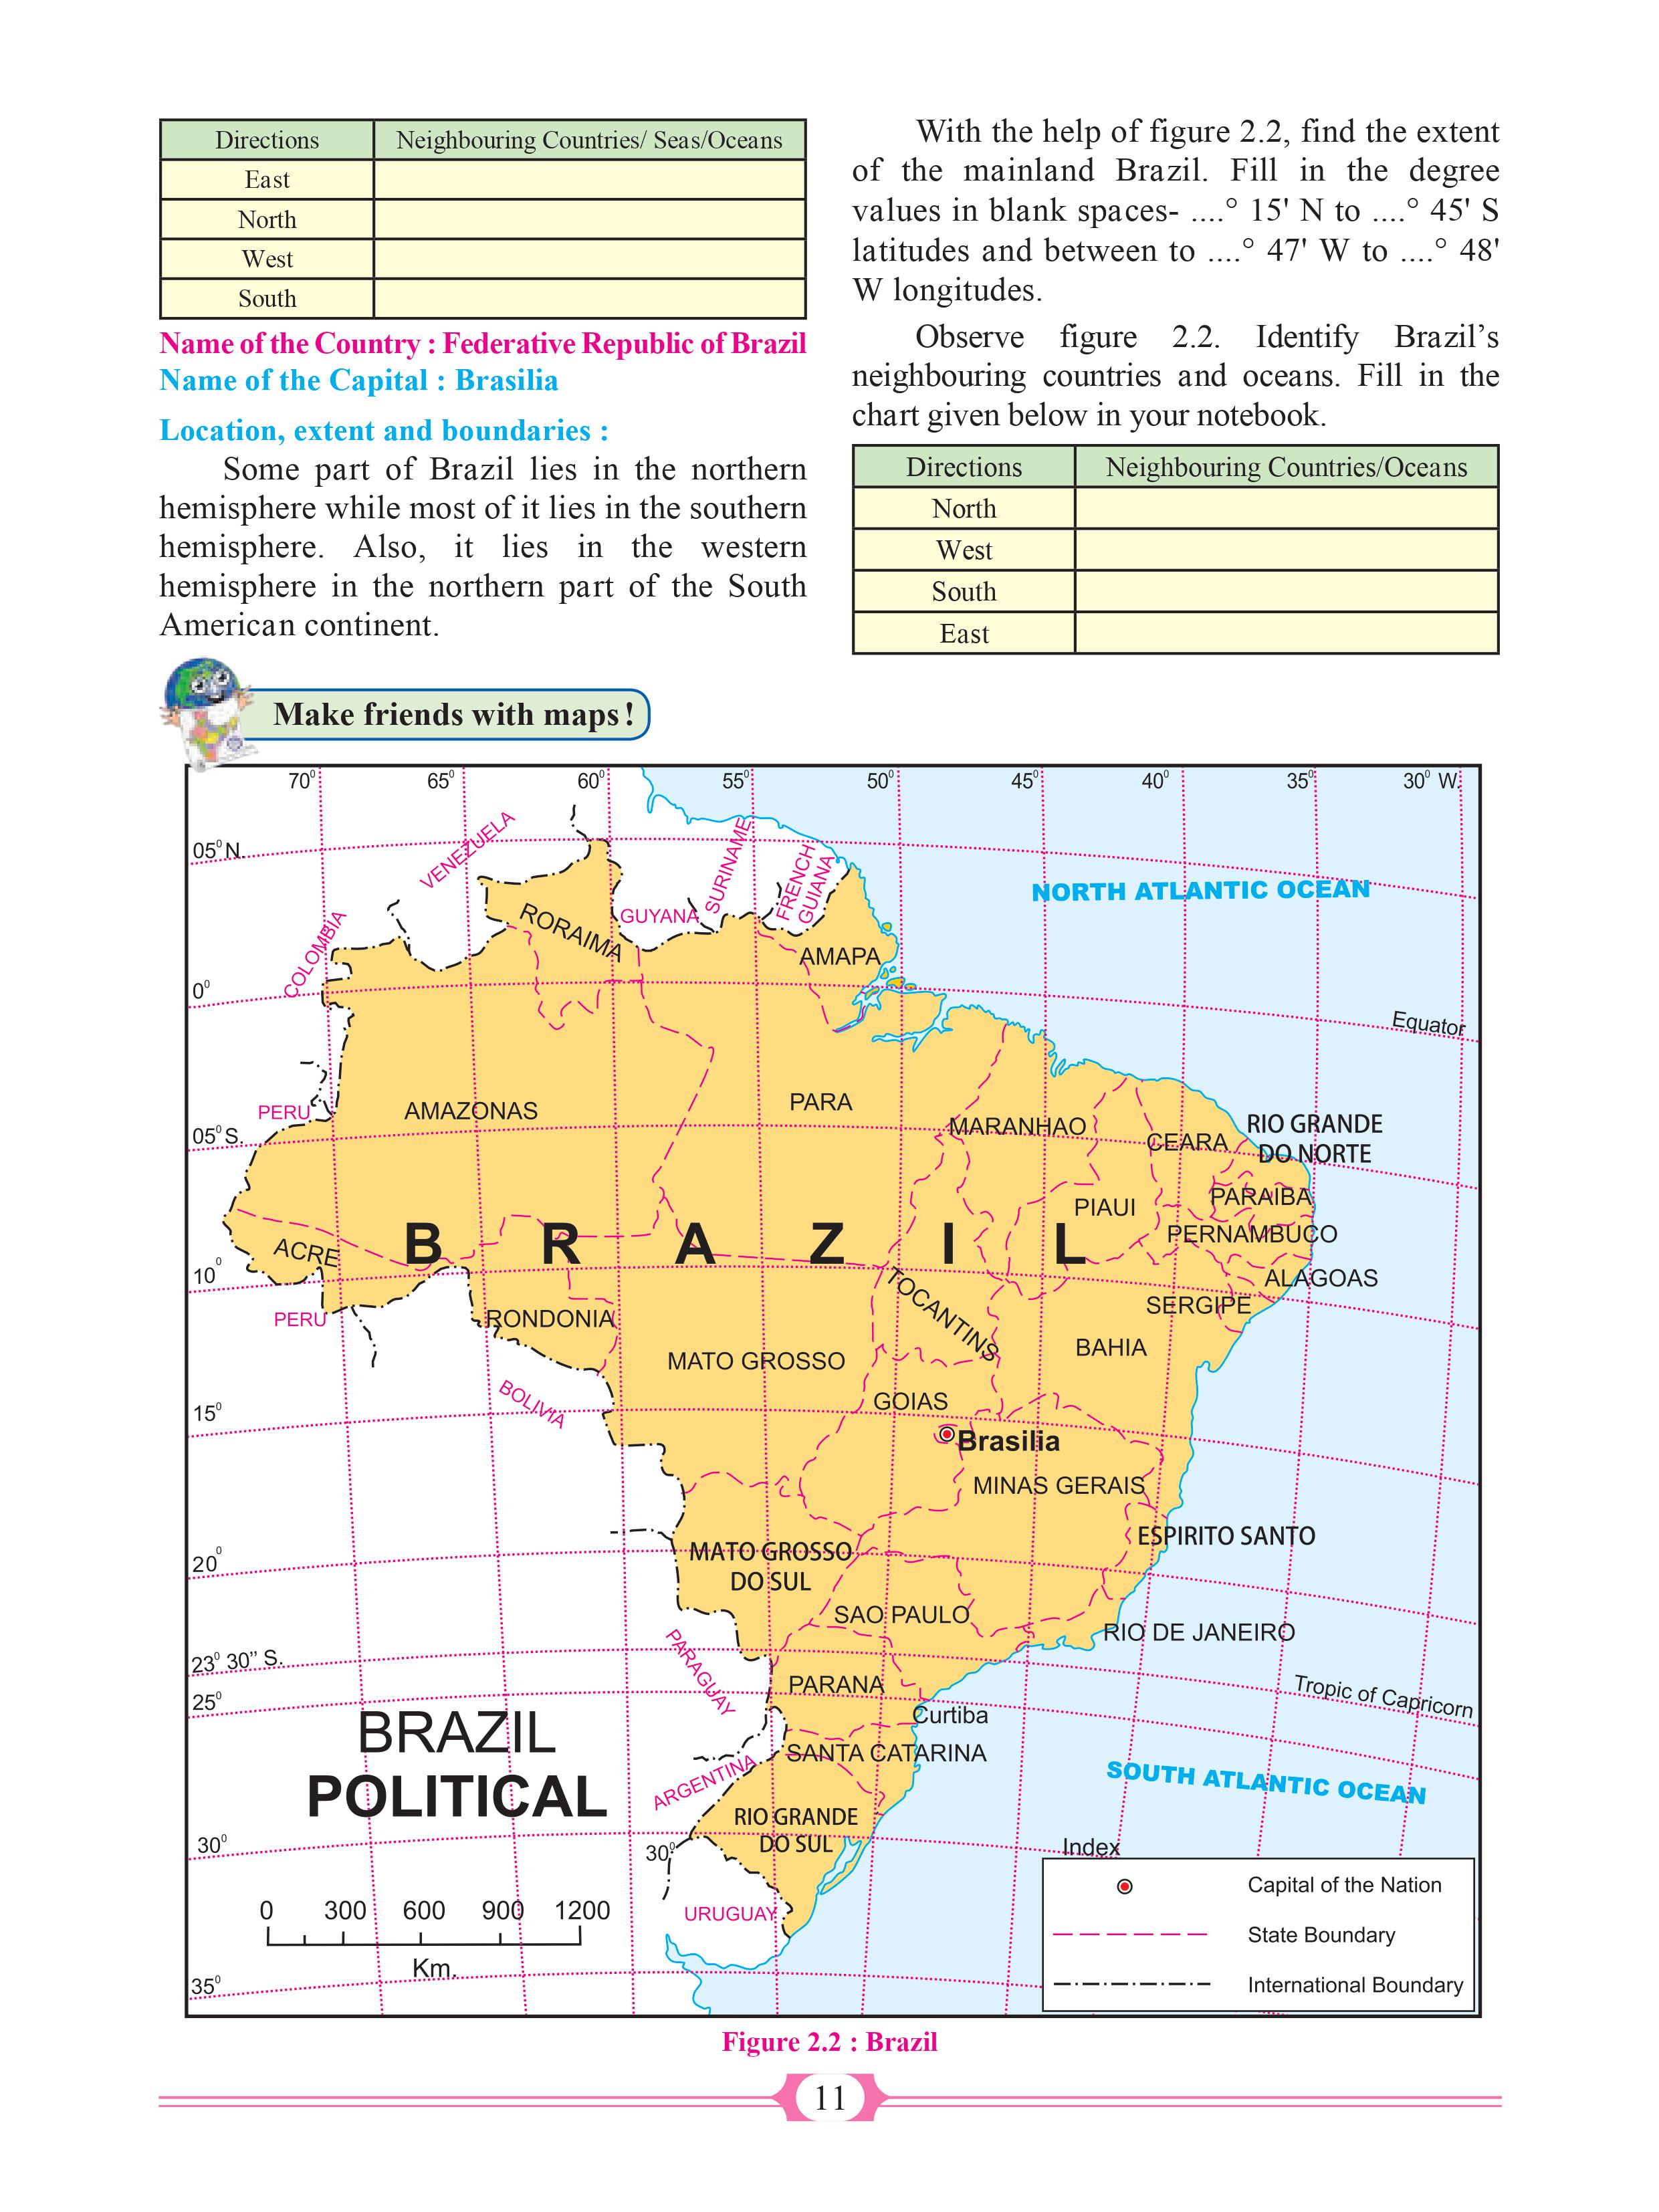 Directions Neighbouring Countries/ Seas/Oceans
East
North
West
South
Name of the Country : Federative Republic of Brazil
Name of the Capital : Brasilia
Location, extent and boundaries :
Some part of Brazil lies in the northern
hemisphere while most of it lies in the southern
hemisphere. Also, it lies in the western
hemisphere in the northern part of the South
American continent.
With the help of figure 2.2, find the extent
of the mainland Brazil. Fill in the degree
values in blank spaces- ....° 15' N to ....° 45' S
latitudes and between to ....° 47' W to ....° 48'
W longitudes.
Observe figure 2.2. Identify Brazil's
neighbouring countries and oceans. Fill in the
chart given below in your notebook.
Directions Neighbouring Countries/Oceans
North
West
South
East
Make friends with maps!
70° 65° 60° 55° 50° 45° 40° 35° 30° W.
05° N.
VENEZUELA
SURINAME
FRENCH
GUIANA
NORTH ATLANTIC OCEAN
COLOMBIA
RORAIMA
GUYANA
AMAPA
0°
Equator
PERU
AMAZONAS
PARA
MARANHAO
CEARA
RIO GRANDE
DO NORTE
05° S.
PIAUI
PARAIBA
PERNAMBUCO
ACRE
BRAZIL
10°
TOCANTINS
ALAGOAS
SERGIPE
PERU
RONDONIA
MATO GROSSO
BAHIA
BOLIVIA
15°
GOIAS
Brasilia
MINAS GERAIS
ESPIRITO SANTO
20°
MATO GROSSO
DO SUL
SAO PAULO
RIO DE JANEIRO
23° 30" S.
PARAGUAY
PARANA
Tropic of Capricorn
25°
Curtiba
BRAZIL
POLITICAL
SANTA CATARINA
ARGENTINA
SOUTH ATLANTIC OCEAN
RIO GRANDE
DO SUL
30°
30°
URUGUAY
0 300 600 900 1200
Km.
35°
Index
Capital of the Nation
State Boundary
International Boundary
Figure 2.2 : Brazil
11